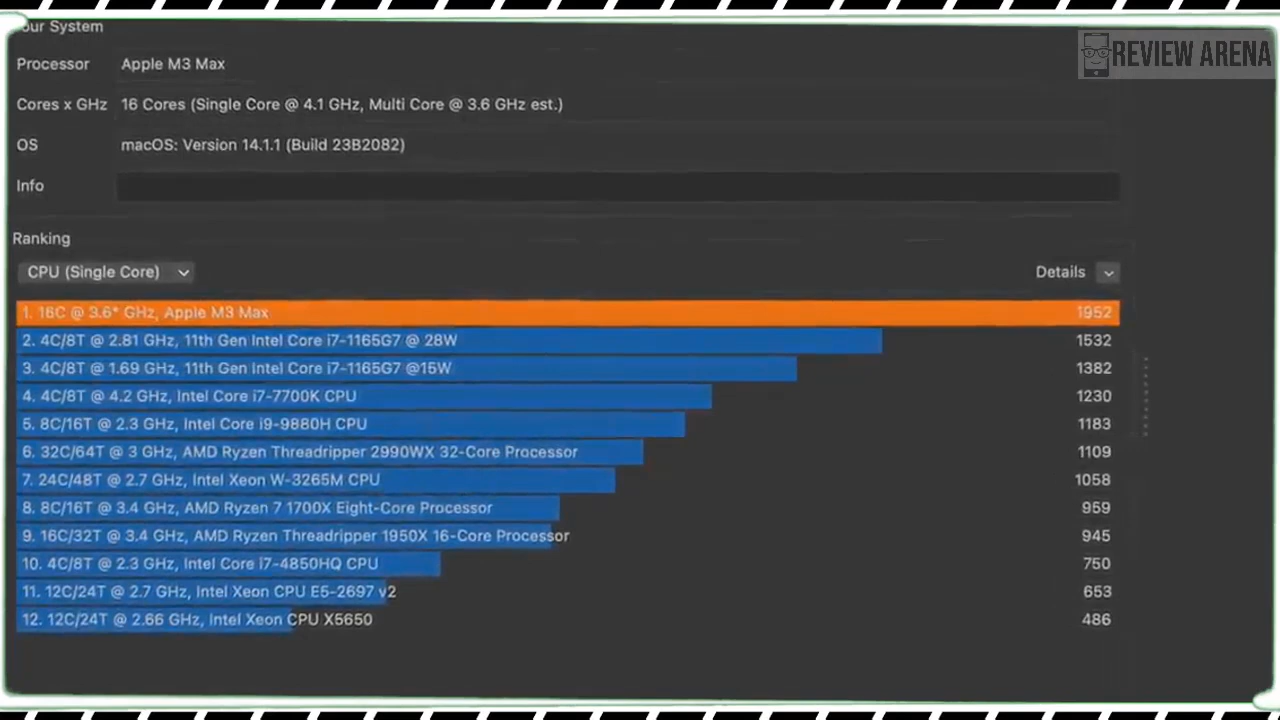 our System
REVIEW ARENA
Processor Apple M3 Max
Cores x GHz 16 Cores (Single Core @ 4.1 GHz, Multi Core @ 3.6 GHz est.)
OS macOS: Version 14.1.1 (Build 23B2082)
Info
Ranking
CPU (Single Core) Details
1. 16C @ 3.6* GHz, Apple M3 Max 1952
2. 4C/8T @ 2.81 GHz, 11th Gen Intel Core i7-1165G7 @ 28W 1532
3. 4C/8T @ 1.69 GHz, 11th Gen Intel Core i7-1165G7 @15W 1382
4. 4C/8T @ 4.2 GHz, Intel Core i7-7700K CPU 1230
5. 8C/16T @ 2.3 GHz, Intel Core i9-9880H CPU 1183
6. 32C/64T @ 3 GHz, AMD Ryzen Threadripper 2990WX 32-Core Processor 1109
7. 24C/48T @ 2.7 GHz, Intel Xeon W-3265M CPU 1058
8. 8C/16T @ 3.4 GHz, AMD Ryzen 7 1700X Eight-Core Processor 959
9. 16C/32T @ 3.4 GHz, AMD Ryzen Threadripper 1950X 16-Core Processor 945
10. 4C/8T @ 2.3 GHz, Intel Core i7-4850HQ CPU 750
11. 12C/24T @ 2.7 GHz, Intel Xeon CPU E5-2697 v2 653
12. 12C/24T @ 2.66 GHz, Intel Xeon CPU X5650 486